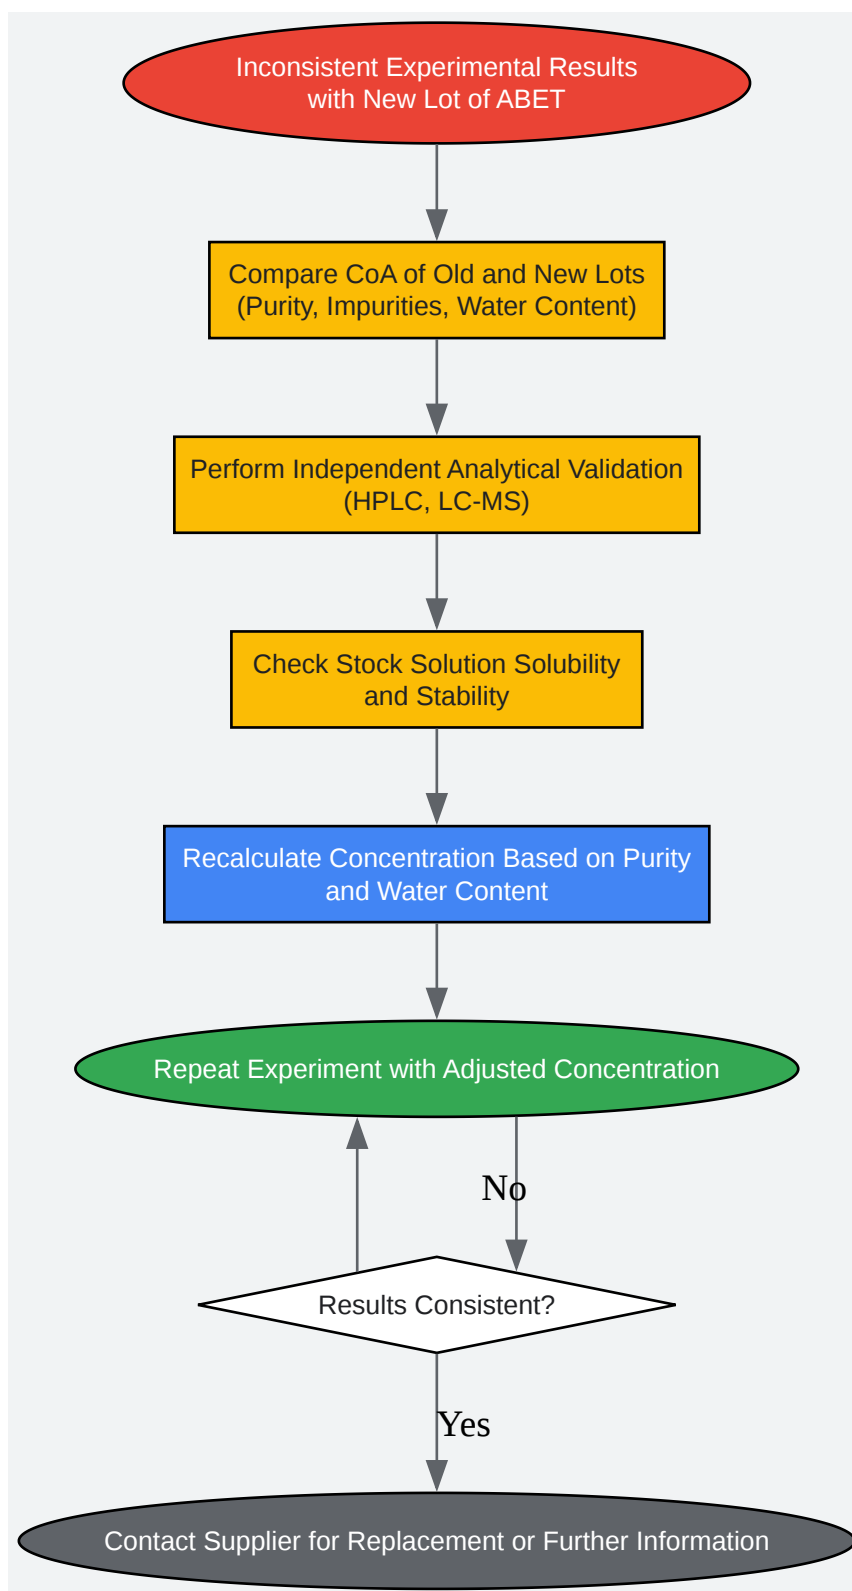 Inconsistent Experimental Results
with New Lot of ABET
Compare CoA of Old and New Lots
(Purity, Impurities, Water Content)
Perform Independent Analytical Validation
(HPLC, LC-MS)
Check Stock Solution Solubility
and Stability
Recalculate Concentration Based on Purity
and Water Content
Repeat Experiment with Adjusted Concentration
No
Results Consistent?
Yes
Contact Supplier for Replacement or Further Information